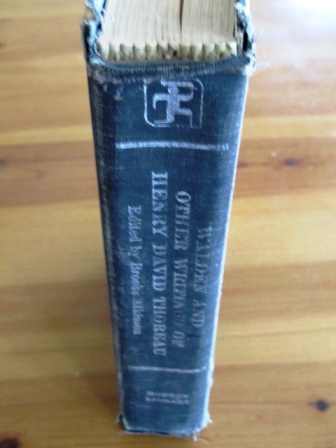 WALDEN AND
OTHER WRITINGS OF
HENRY DAVID THOREAU
Edited by Brooks Atkinson